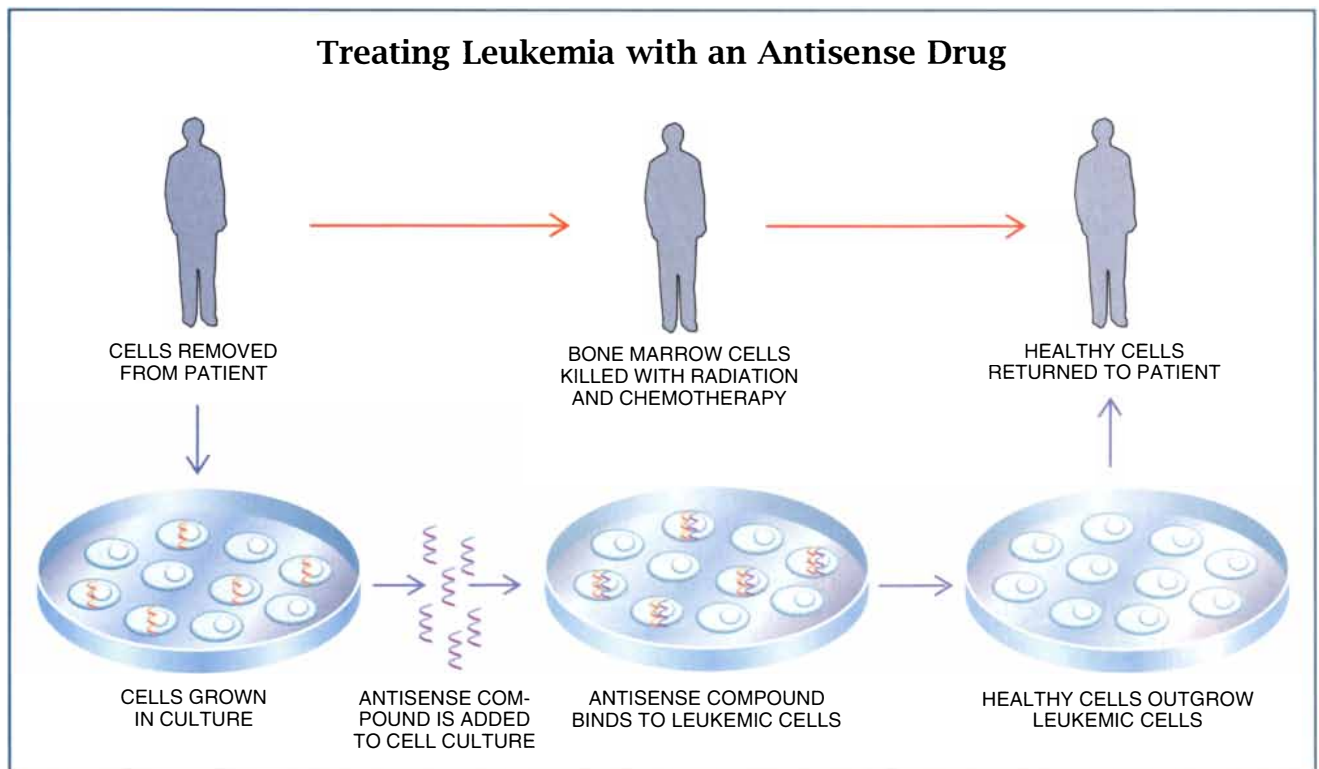 Treating Leukemia with an Antisense Drug
CELLS REMOVED
FROM PATIENT
BONE MARROW CELLS
KILLED WITH RADIATION
AND CHEMOTHERAPY
HEALTHY CELLS
RETURNED TO PATIENT
CELLS GROWN
IN CULTURE
ANTISENSE COM-
POUND IS ADDED
TO CELL CULTURE
ANTISENSE COMPOUND
BINDS TO LEUKEMIC CELLS
HEALTHY CELLS OUTGROW
LEUKEMIC CELLS